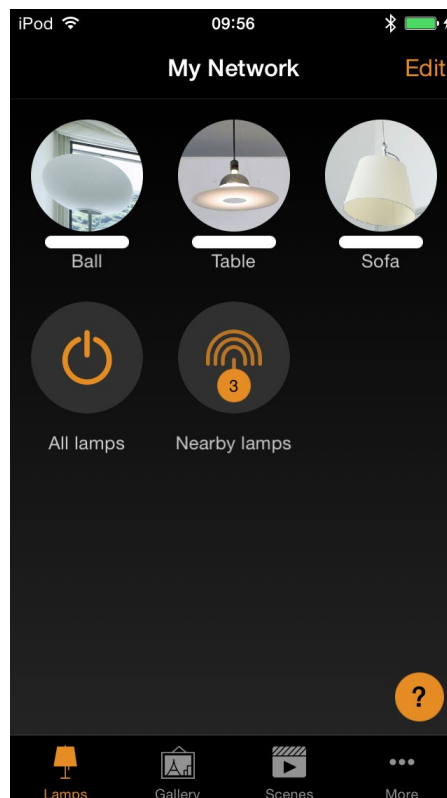 iPod 09:56
My Network Edit
Ball Table Sofa
3
All lamps Nearby lamps
?
Lamps Gallery Scenes More